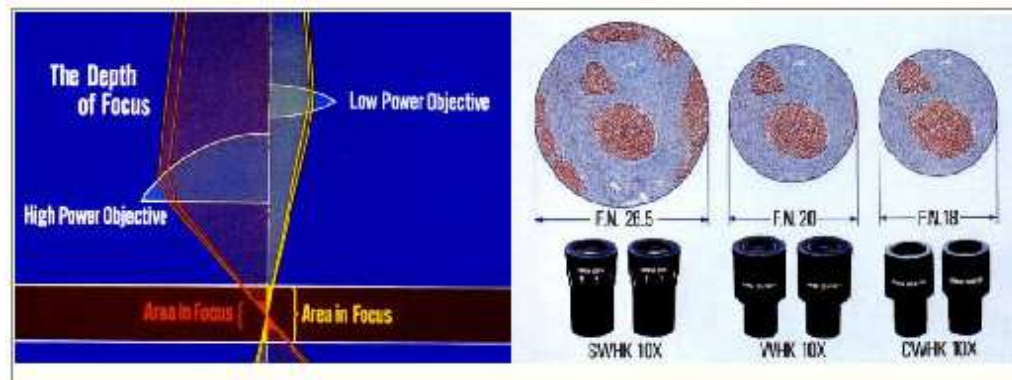 The Depth
of Focus
Low Power Objective
High Power Objective
Area in Focus
Area in Focus
F.N. 26.5
F.N. 20
F.N. 18
SWHK 10X
WHK 10X
CWHK 10X